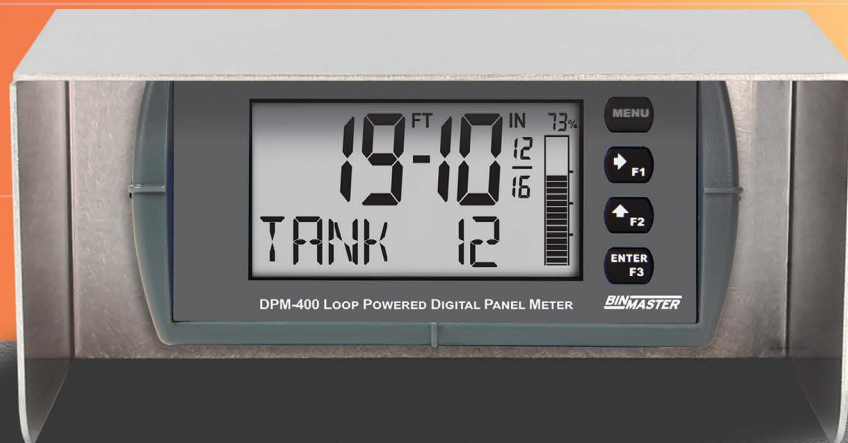 FT IN 73%
19-10 12/16
TANK 12
MENU
F1
F2
ENTER
F3
DPM-400 LOOP POWERED DIGITAL PANEL METER
BINMASTER